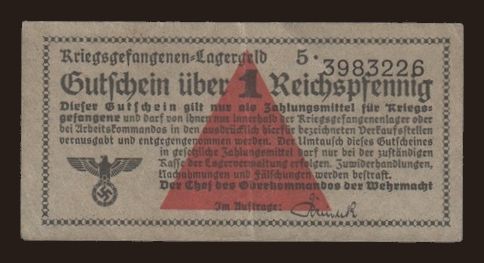 Kriegsgefangenen-Lagergeld 5 · 3983226
Gutschein über 1 Reichspfennig
Dieser Gutschein gilt nur als Zahlungsmittel für Kriegs-
gefangene und darf von ihnen nur innerhalb der Kriegsgefangenenlager oder
bei Arbeitskommandos in den ausdrücklich hierfür bezeichneten Verkaufsstellen
verausgabt und entgegengenommen werden. Der Umtausch dieses Gutscheines
in gesetzliche Zahlungsmittel darf nur bei der zuständigen
Kasse der Lagerverwaltung erfolgen. Zuwiderhandlungen,
Nachahmungen und Fälschungen werden bestraft.
Der Chef des Oberkommandos der Wehrmacht
Im Auftrage: